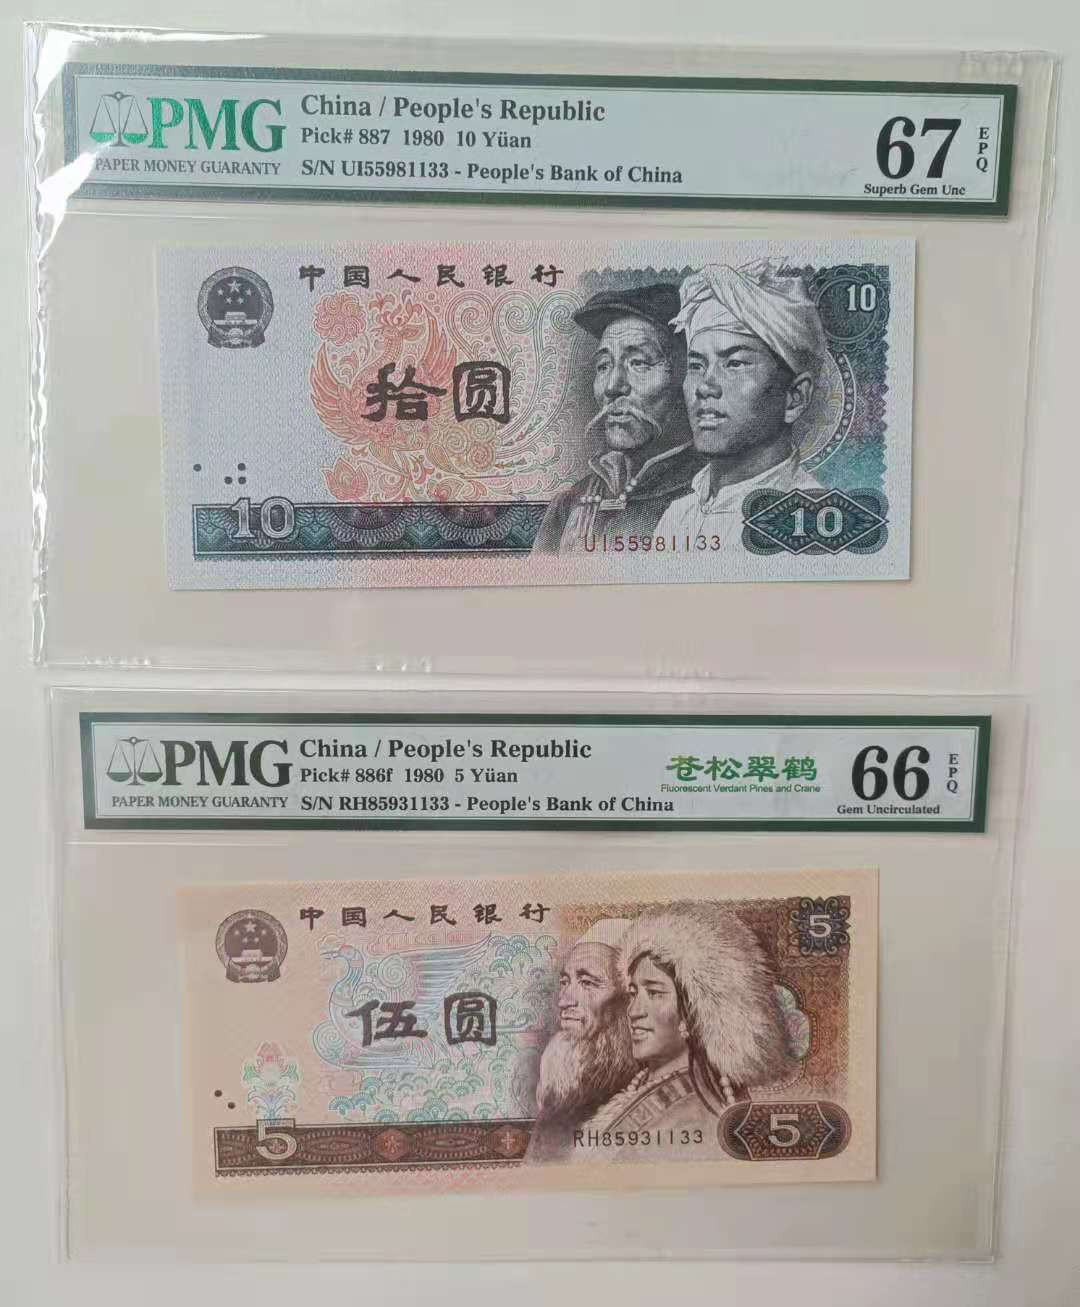 PMG
PAPER MONEY GUARANTY
China / People's Republic
Pick# 887 1980 10 Yüan
S/N UI55981133 - People's Bank of China
67
EPQ
Superb Gem Unc
中国人民银行
10
拾圆
10
UI55981133
10
PMG
PAPER MONEY GUARANTY
China / People's Republic
Pick# 886f 1980 5 Yüan
S/N RH85931133 - People's Bank of China
苍松翠鹤
Fluorescent Verdant Pines and Crane
66
EPQ
Gem Uncirculated
中国人民银行
5
伍圆
5
RH85931133
5